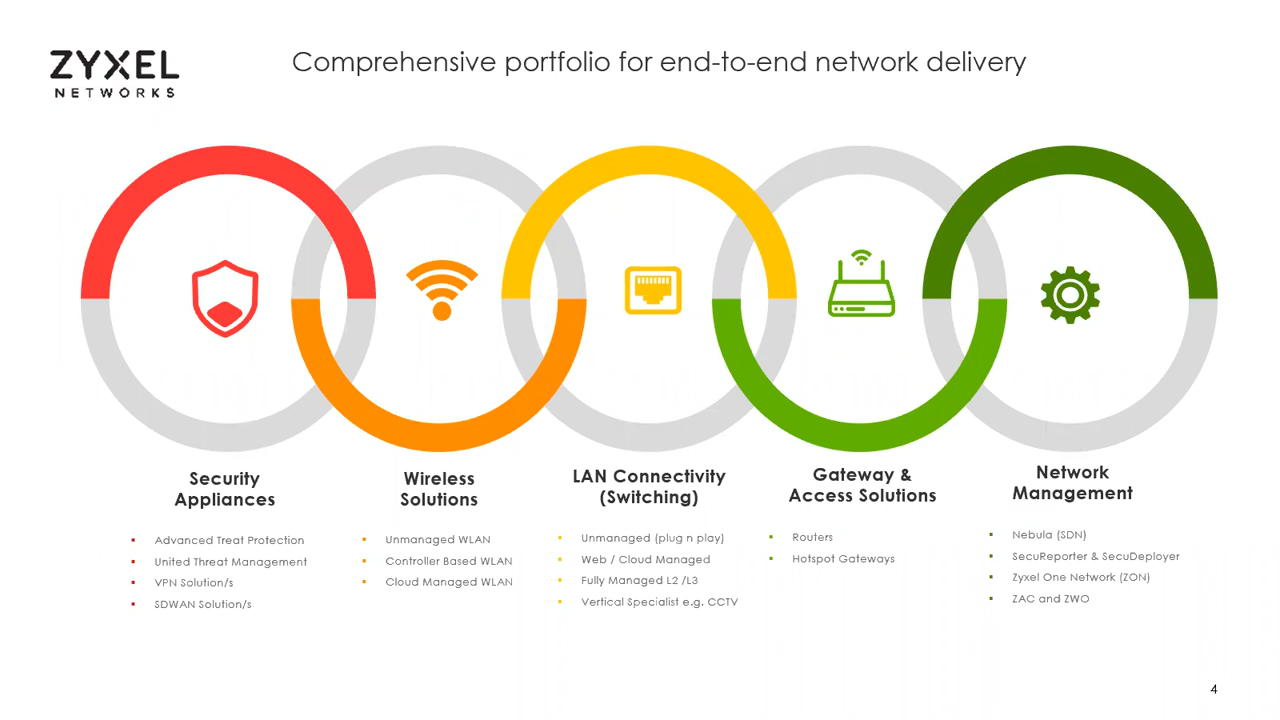 ZYXEL
NETWORKS
Comprehensive portfolio for end-to-end network delivery
Security
Appliances
Advanced Treat Protection
United Threat Management
VPN Solution/s
SDWAN Solution/s
Wireless
Solutions
Unmanaged WLAN
Controller Based WLAN
Cloud Managed WLAN
LAN Connectivity
(Switching)
Unmanaged (plug n play)
Web / Cloud Managed
Fully Managed L2 /L3
Vertical Specialist e.g. CCTV
Gateway &
Access Solutions
Routers
Hotspot Gateways
Network
Management
Nebula (SDN)
SecuReporter & SecuDeployer
Zyxel One Network (ZON)
ZAC and ZWO
4